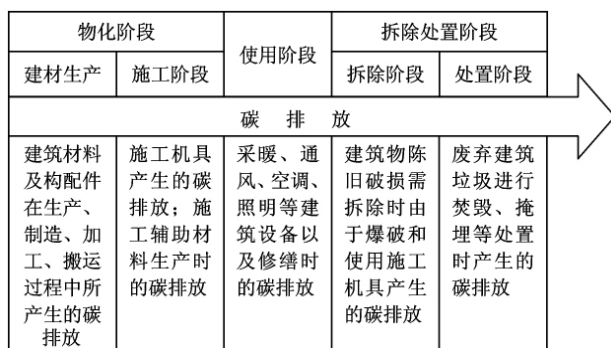 物化阶段
使用阶段
拆除处置阶段
建材生产
施工阶段
拆除阶段
处置阶段
碳 排 放
建筑材料
及构配件
在生产、
制造、加
工、搬运
过程中所
产生的碳
排放
施工机具
产生的碳
排放；施
工辅助材
料生产时
的碳排放
采暖、通
风、空调、
照明等建
筑设备以
及修缮时
的碳排放
建筑物陈
旧破损需
拆除时由
于爆破和
使用施工
机具产生
的碳排放
废弃建筑
垃圾进行
焚毁、掩
埋等处置
时产生的
碳排放